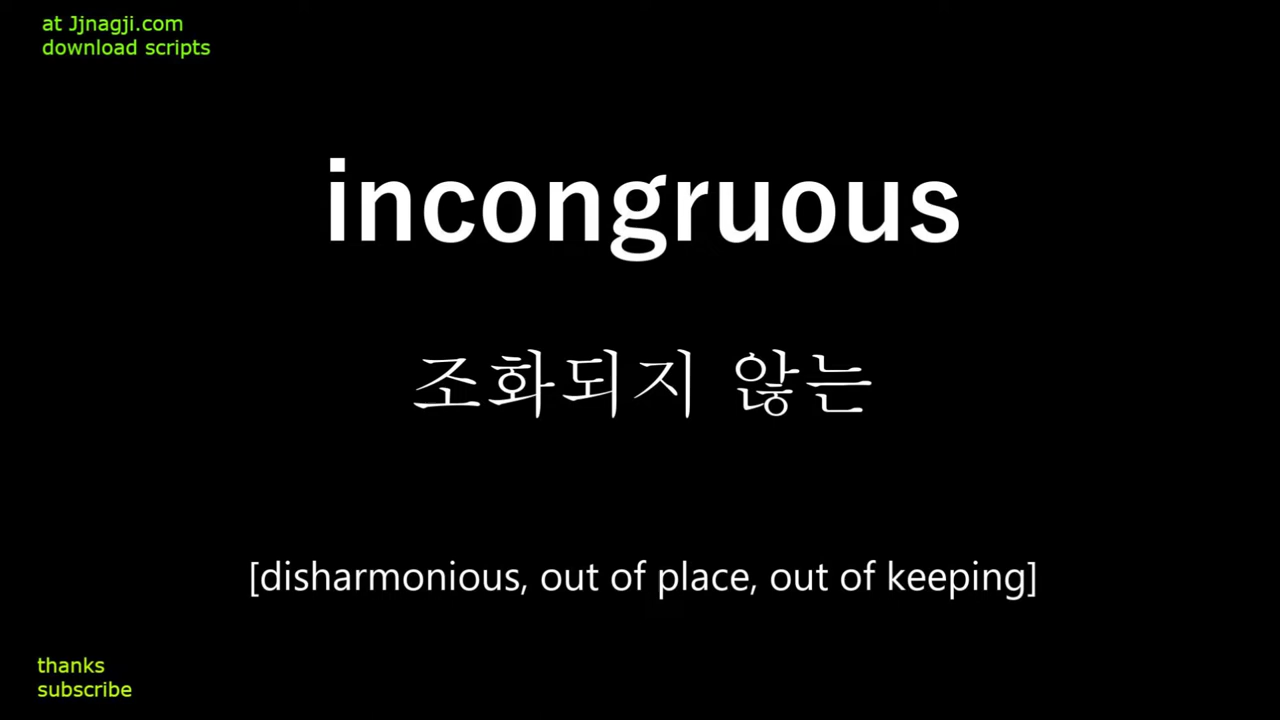 at Jjnagji.com
download scripts
incongruous
조화되지 않는
[disharmonious, out of place, out of keeping]
thanks
subscribe